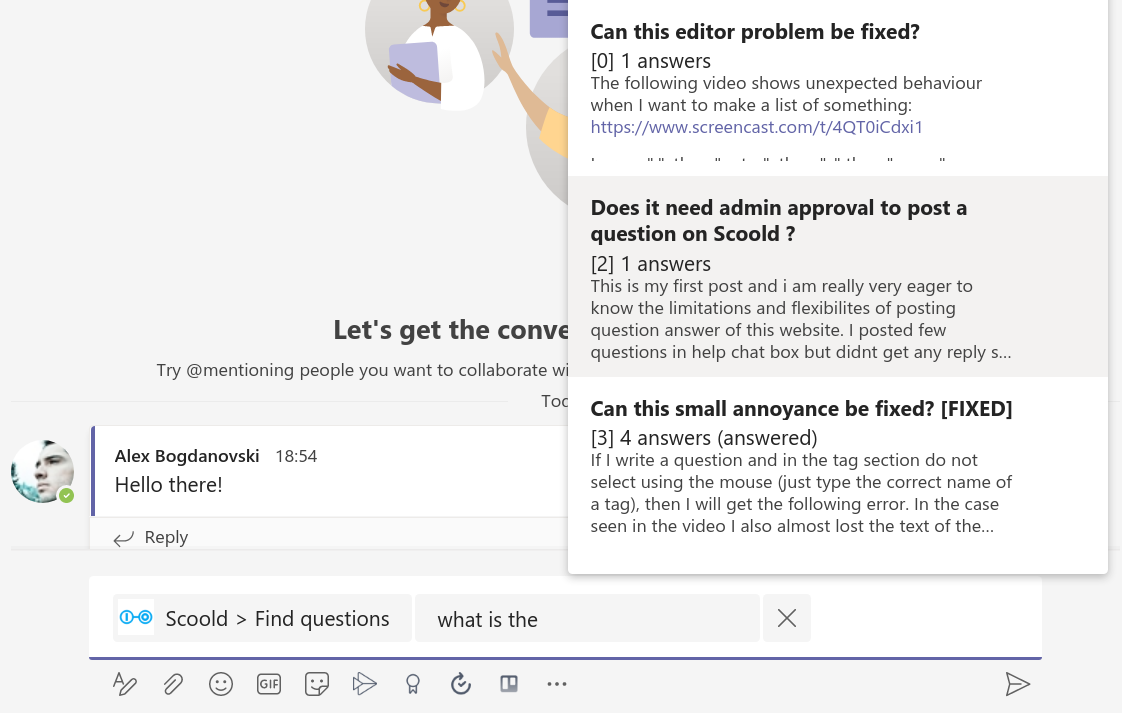 Can this editor problem be fixed?
[0] 1 answers
The following video shows unexpected behaviour
when I want to make a list of something:
https://www.screencast.com/t/4QT0iCdxi1
Does it need admin approval to post a
question on Scoold ?
[2] 1 answers
This is my first post and i am really very eager to
know the limitations and flexibilites of posting
question answer of this website. I posted few
questions in help chat box but didnt get any reply s...
Can this small annoyance be fixed? [FIXED]
[3] 4 answers (answered)
If I write a question and in the tag section do not
select using the mouse (just type the correct name of
a tag), then I will get the following error. In the case
seen in the video I also almost lost the text of the...
Let's get the conve
Try @mentioning people you want to collaborate wi
Toc
Alex Bogdanovski 18:54
Hello there!
Reply
Scoold > Find questions what is the
GIF